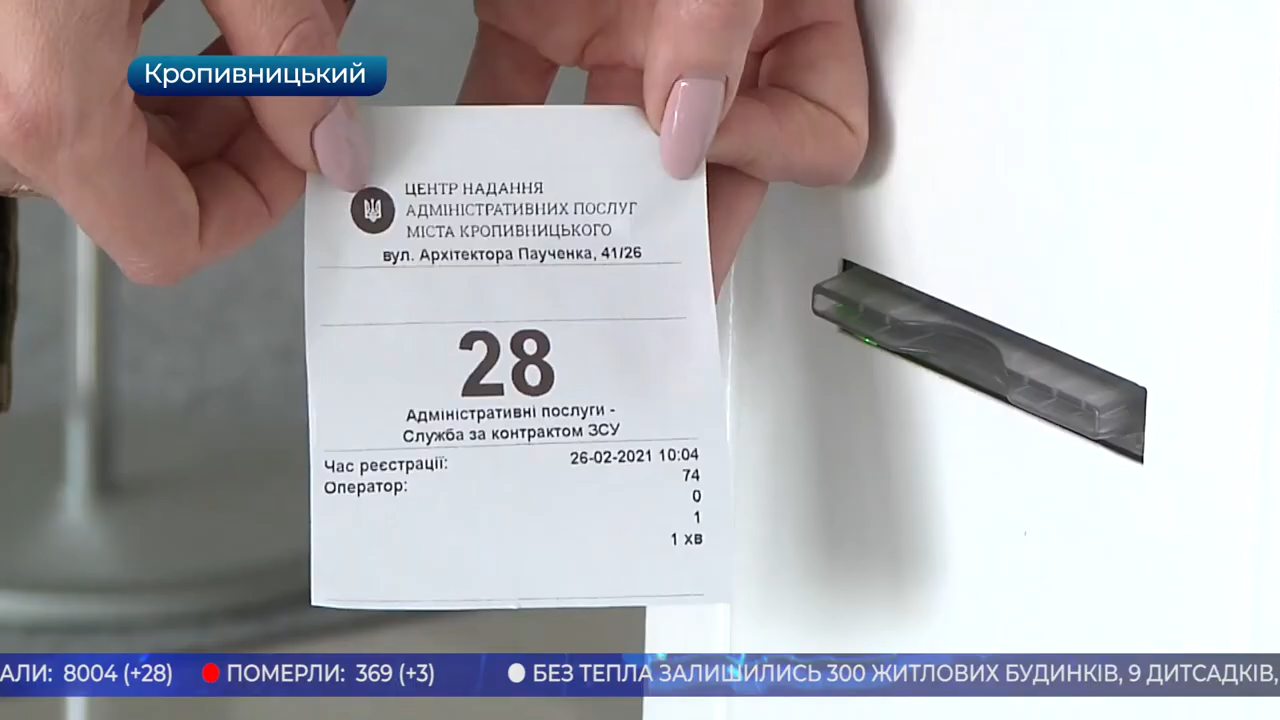 Кропивницький
ЦЕНТР НАДАННЯ
АДМІНІСТРАТИВНИХ ПОСЛУГ
МІСТА КРОПИВНИЦЬКОГО
вул. Архітектора Паученка, 41/26
28
Адміністративні послуги -
Служба за контрактом ЗСУ
Час реєстрації: 26-02-2021 10:04
Оператор: 74
0
1
1 хв
АЛИ: 8004 (+28) ПОМЕРЛИ: 369 (+3) БЕЗ ТЕПЛА ЗАЛИШИЛИСЬ 300 ЖИТЛОВИХ БУДИНКІВ, 9 ДИТСАДКІВ,